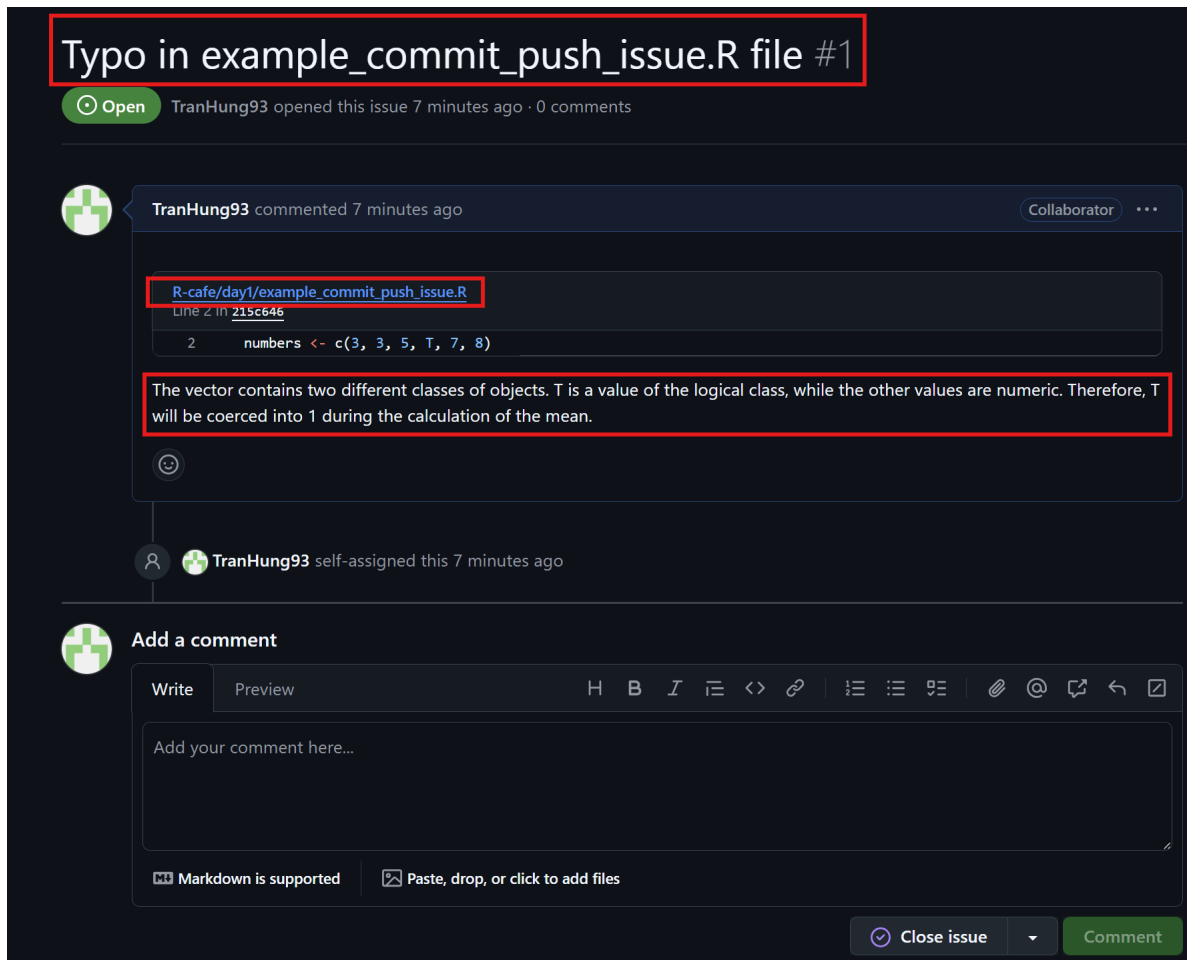 Typo in example_commit_push_issue.R file #1
Open TranHung93 opened this issue 7 minutes ago · 0 comments
TranHung93 commented 7 minutes ago Collaborator
R-cafe/day1/example_commit_push_issue.R
Line 2 in 215c646
2 numbers <- c(3, 3, 5, T, 7, 8)
The vector contains two different classes of objects. T is a value of the logical class, while the other values are numeric. Therefore, T
will be coerced into 1 during the calculation of the mean.
TranHung93 self-assigned this 7 minutes ago
Add a comment
Write Preview
Add your comment here...
Markdown is supported Paste, drop, or click to add files
Close issue Comment